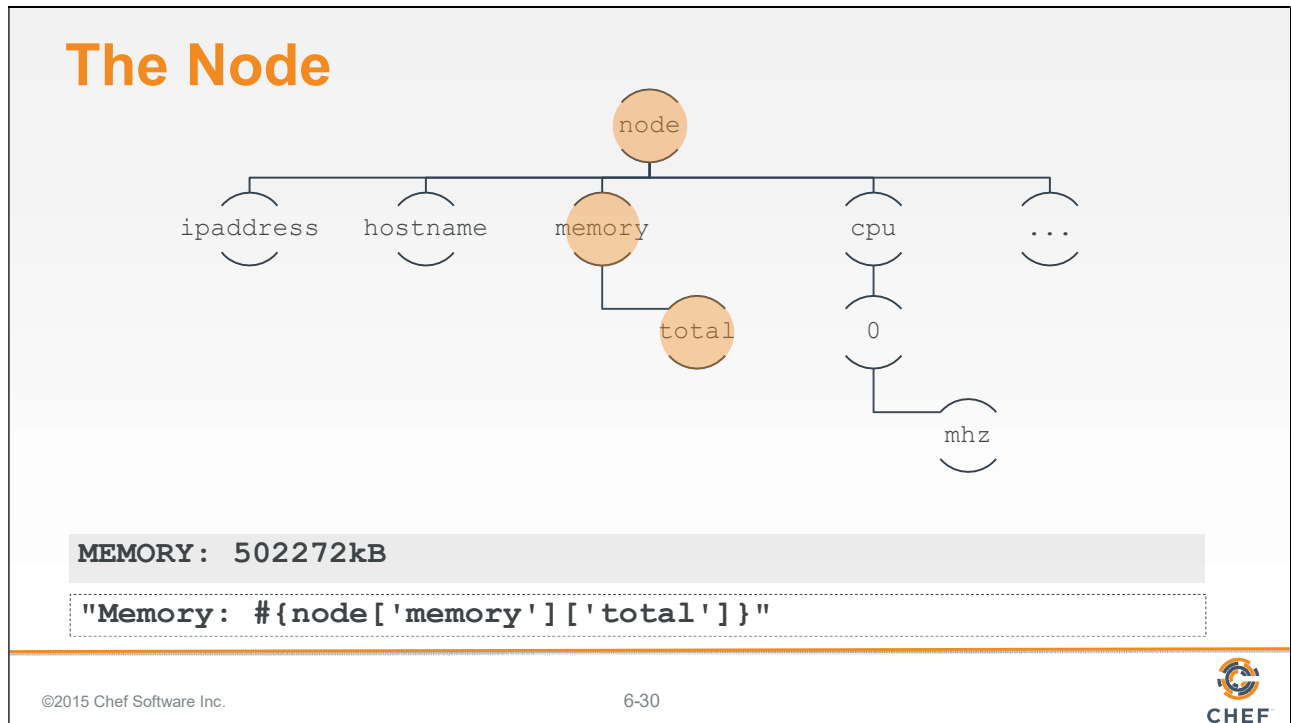 The Node
node
ipaddress hostname memory cpu ...
total 0
mhz
MEMORY: 502272kB
"Memory: #{node['memory']['total']}"
©2015 Chef Software Inc. 6-30
CHEF